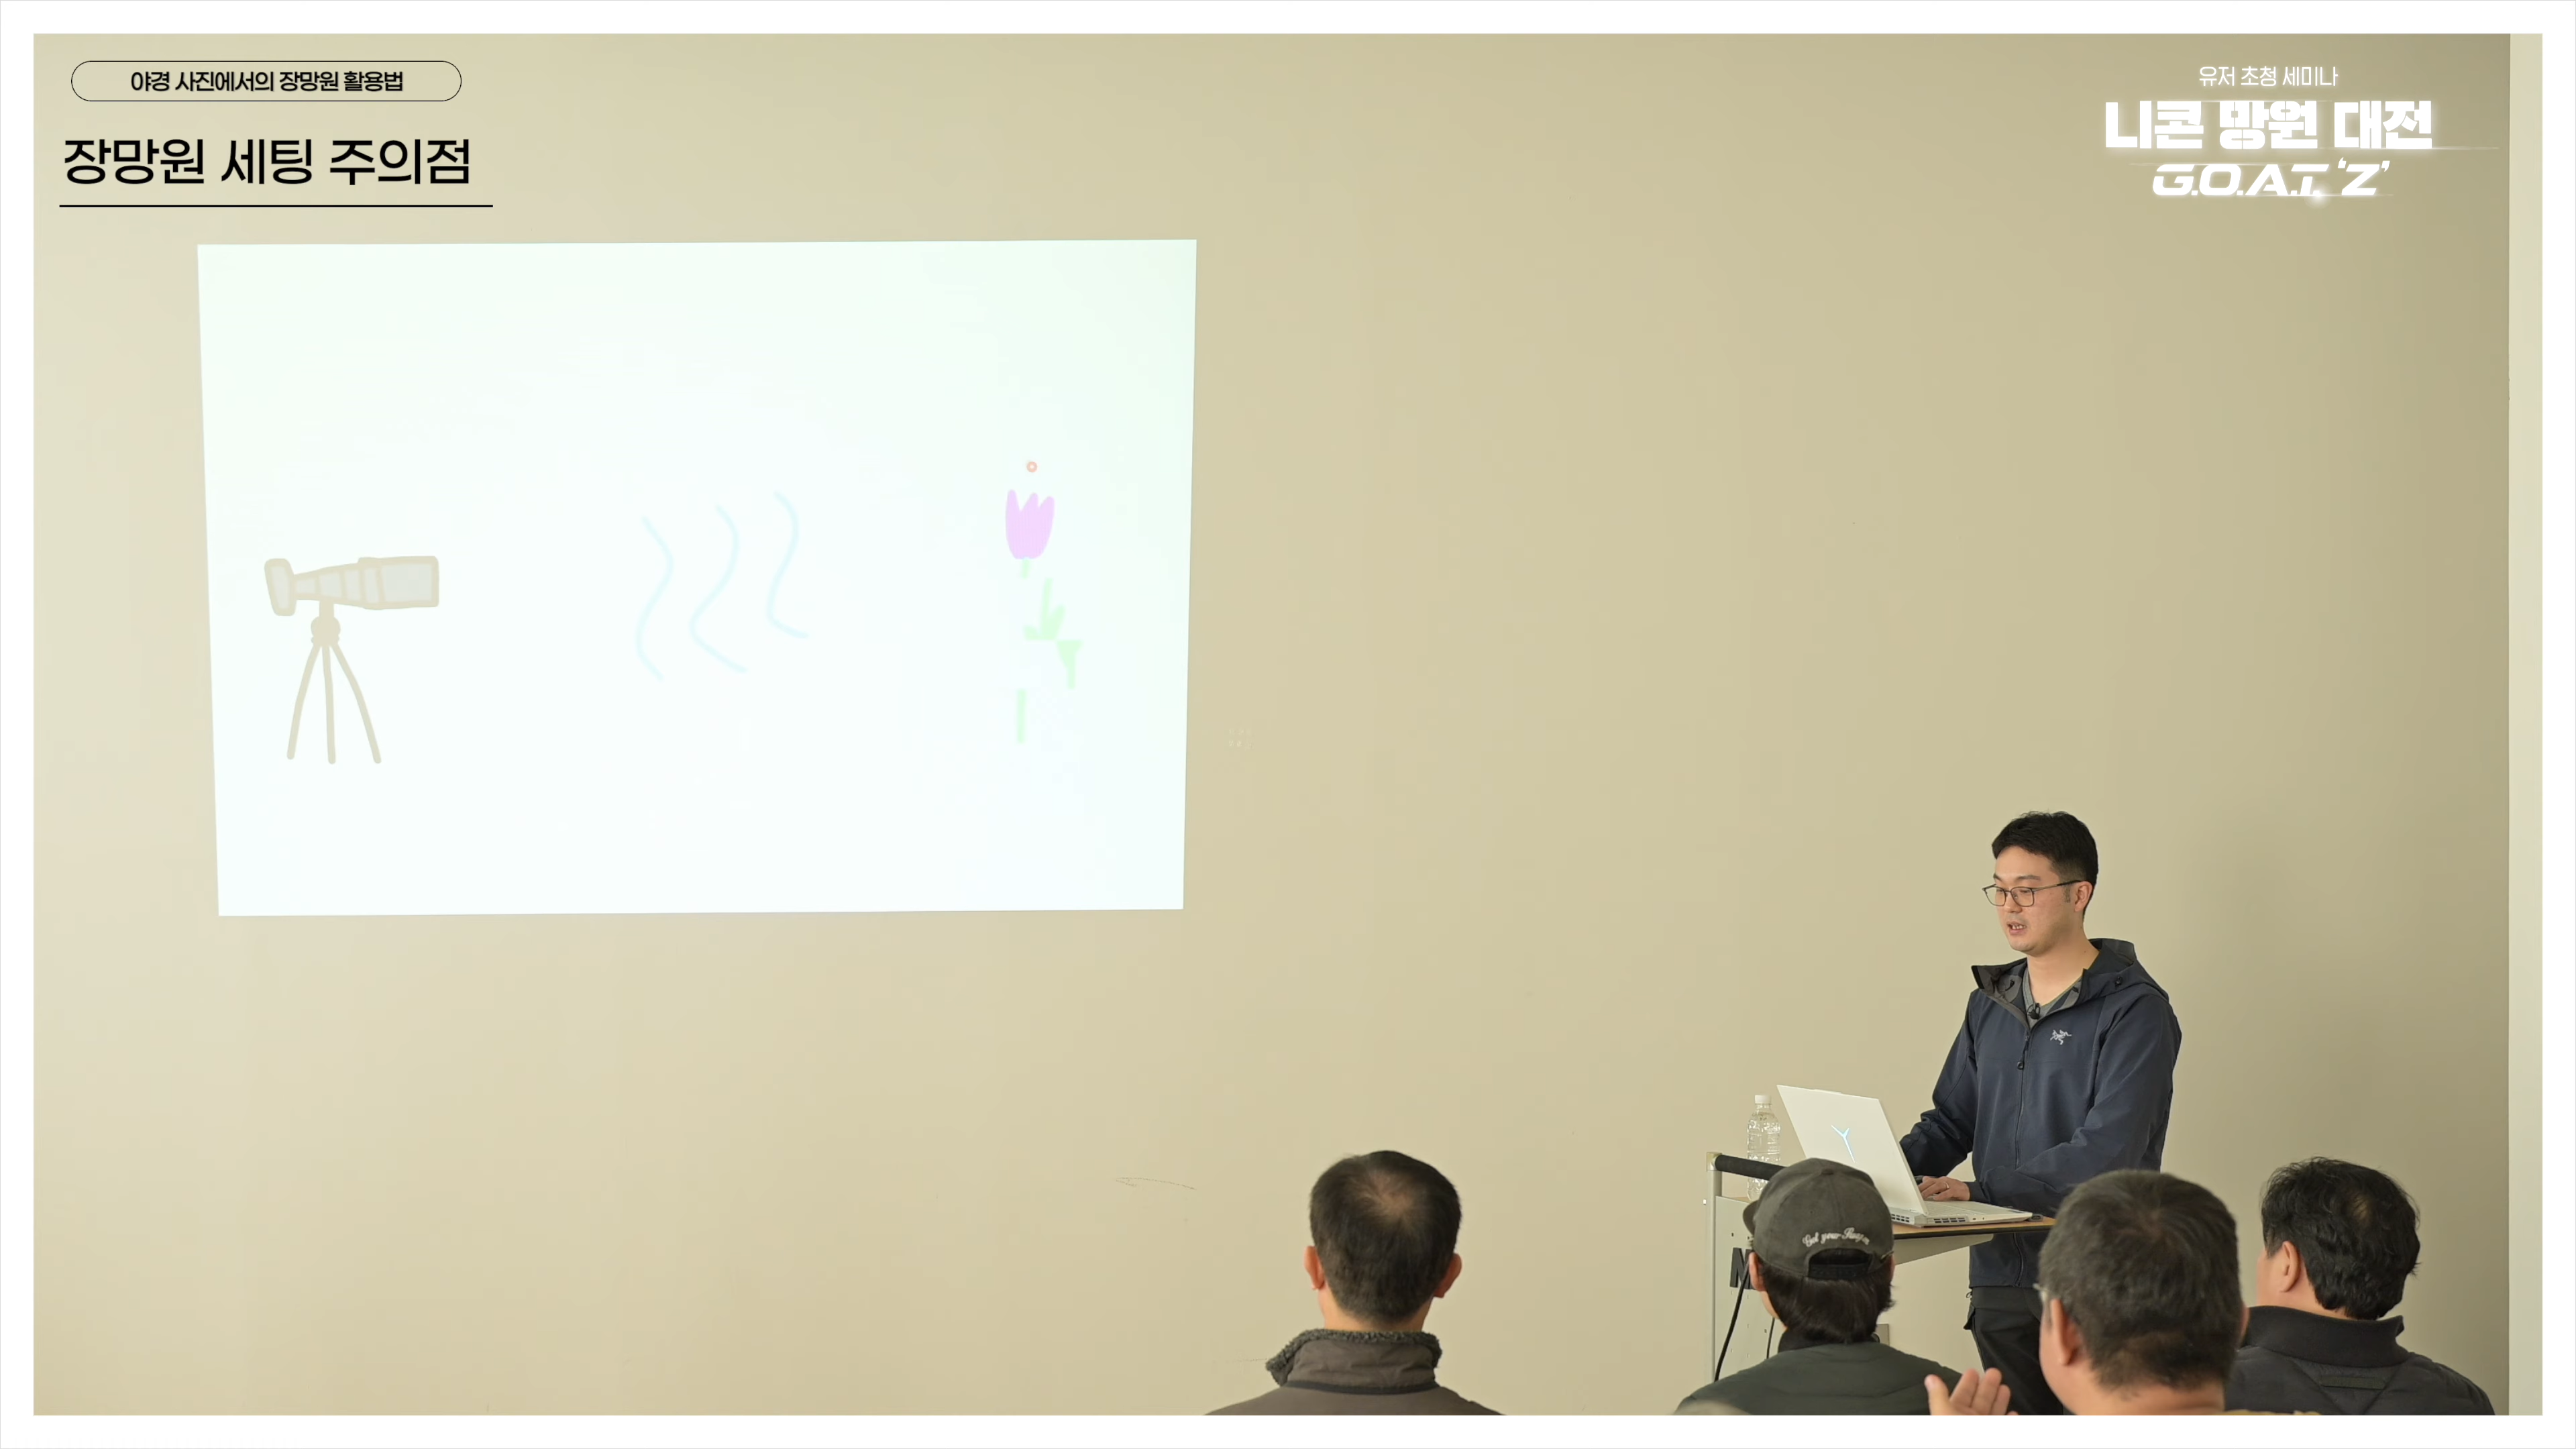 야경 사진에서의 장망원 활용법
장망원 세팅 주의점
유저 초청 세미나
니콘 망원 대전
G.O.A.T. 'Z'